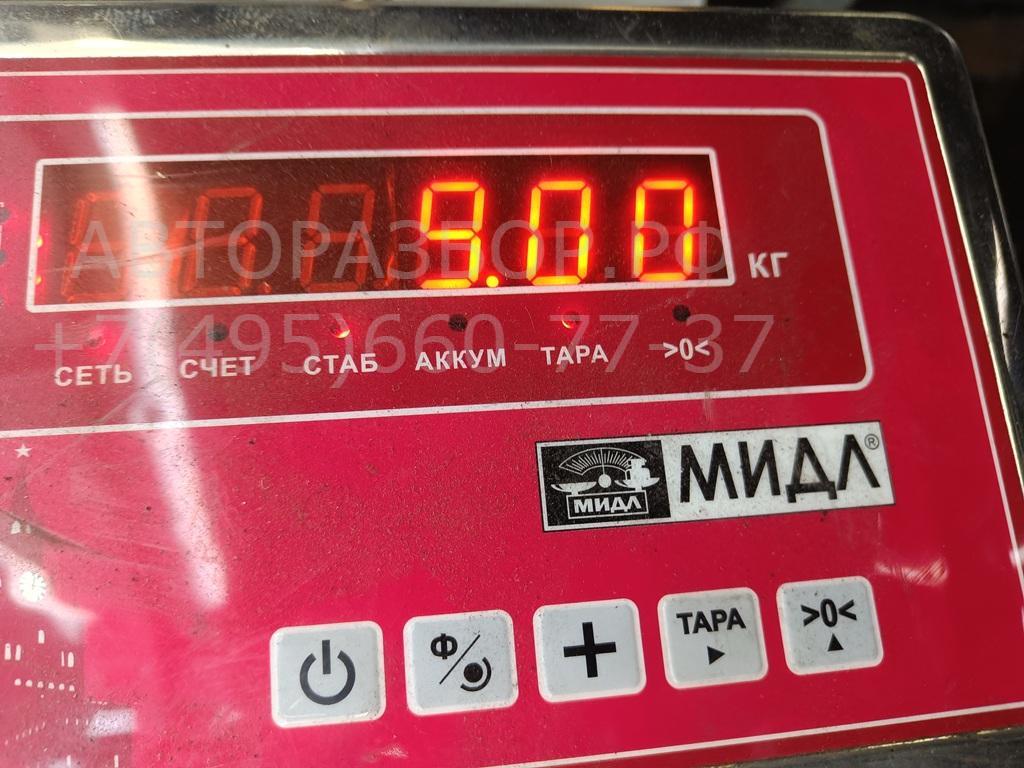 9.00
КГ
АВТОРАЗБОР.РФ
+7(495)660-77-37
СЕТЬ СЧЕТ СТАБ АККУМ ТАРА >0<
МИДЛ
МИДЛ®
Ф
+
ТАРА
>0<